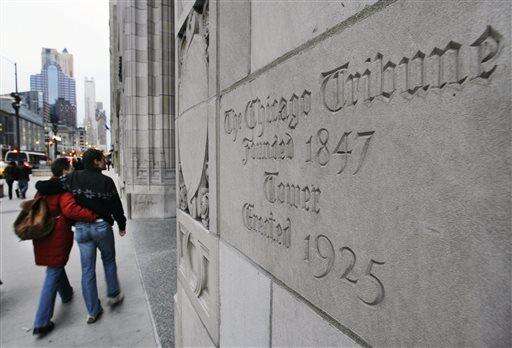 The Chicago Tribune
Founded 1847
Tower
Erected 1925